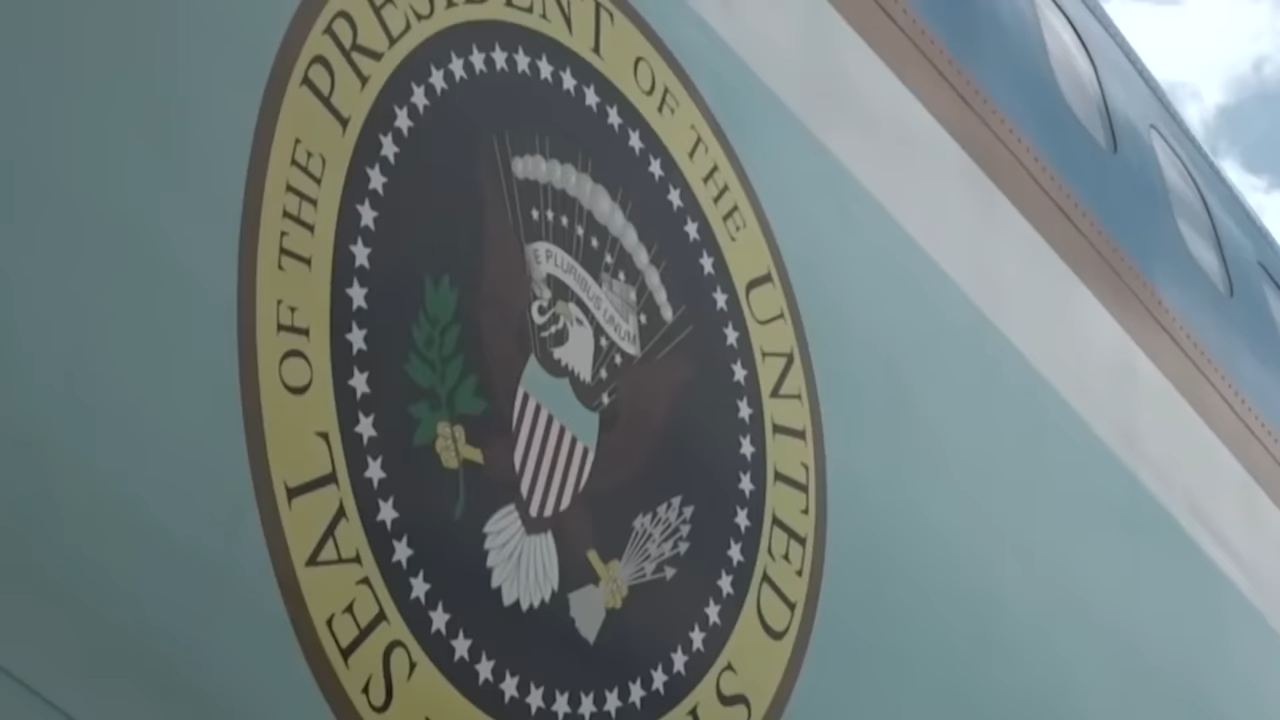 SEAL OF THE PRESIDENT OF THE UNITED S
E PLURIBUS UNUM